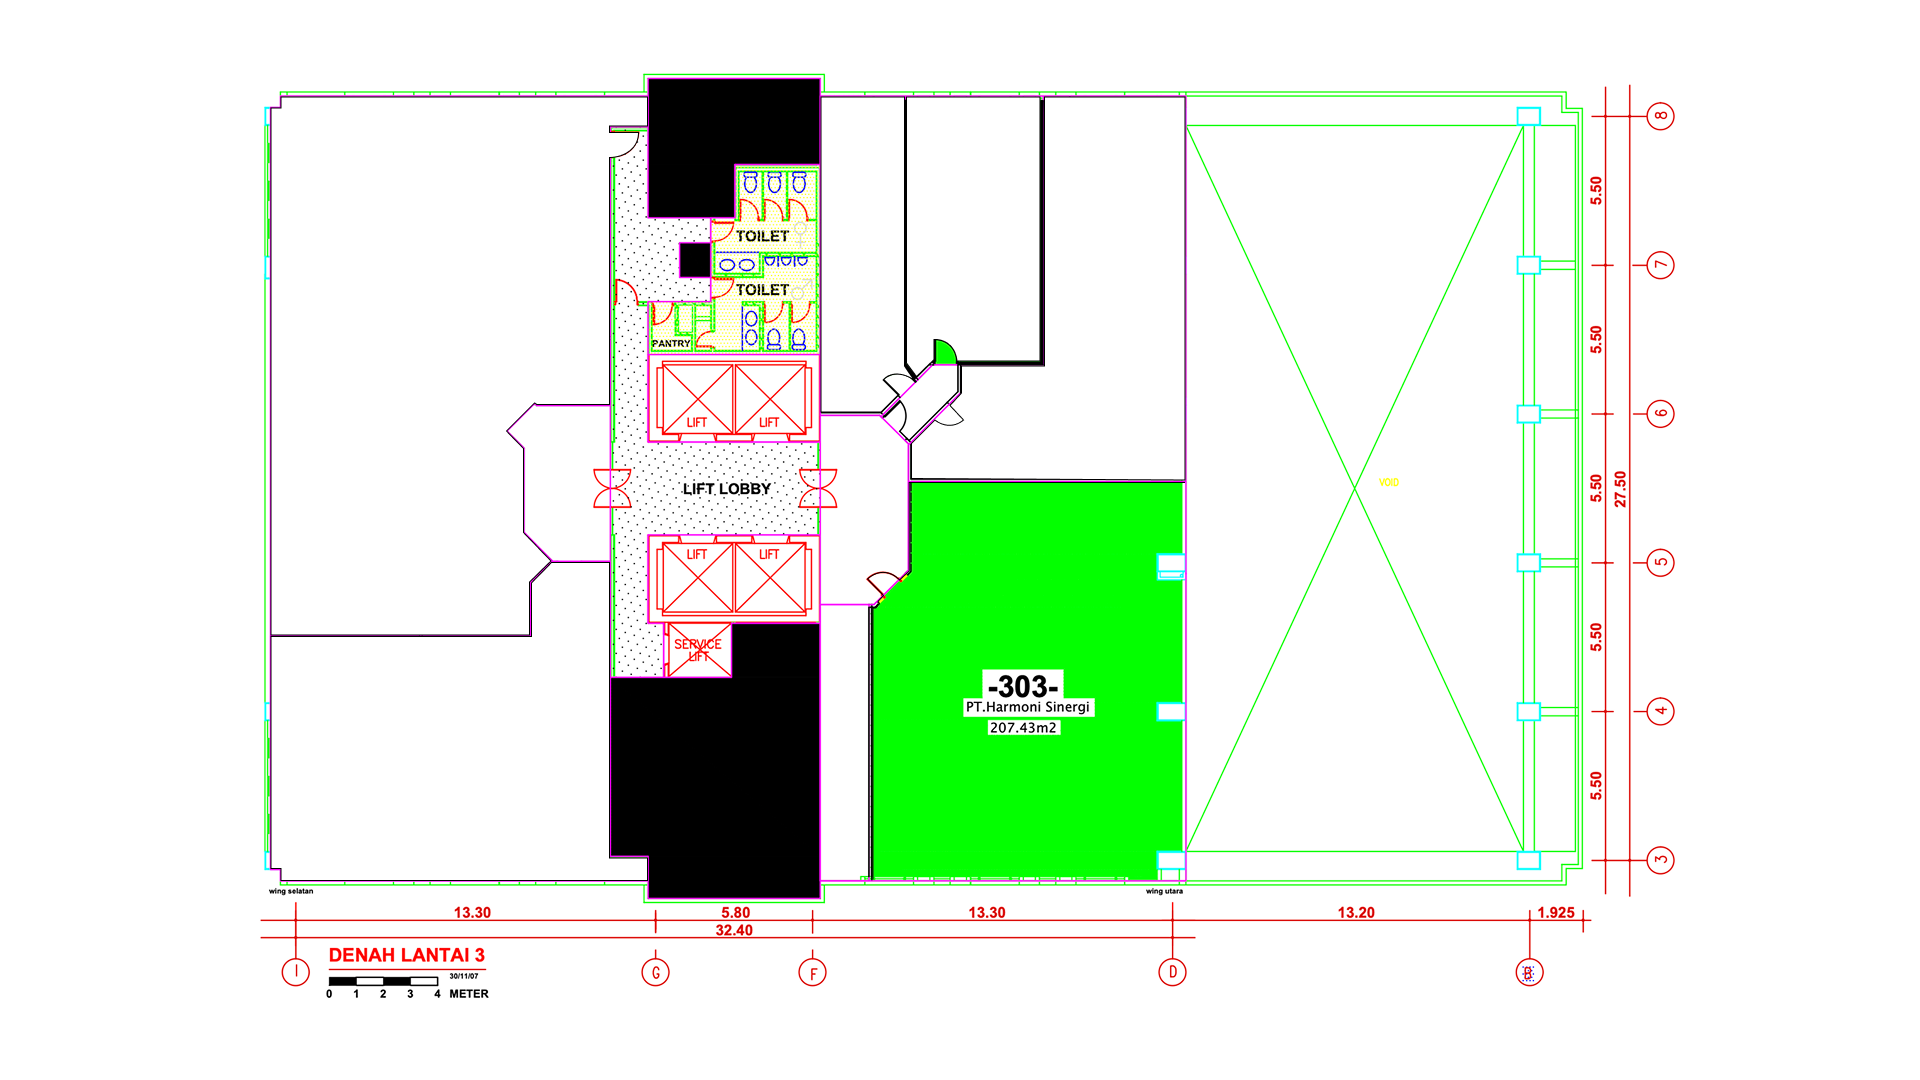 8
5.50
7
TOILET
TOILET
5.50
PANTRY
6
LIFT
LIFT
VOID
LIFT LOBBY
5.50
27.50
LIFT
LIFT
5
SERVICE
LIFT
5.50
-303-
PT.Harmoni Sinergi
207.43m2
4
5.50
3
wing selatan
wing utara
13.30
5.80
13.30
13.20
1.925
32.40
DENAH LANTAI 3
30/11/07
0 1 2 3 4 METER
I
G
F
D
B